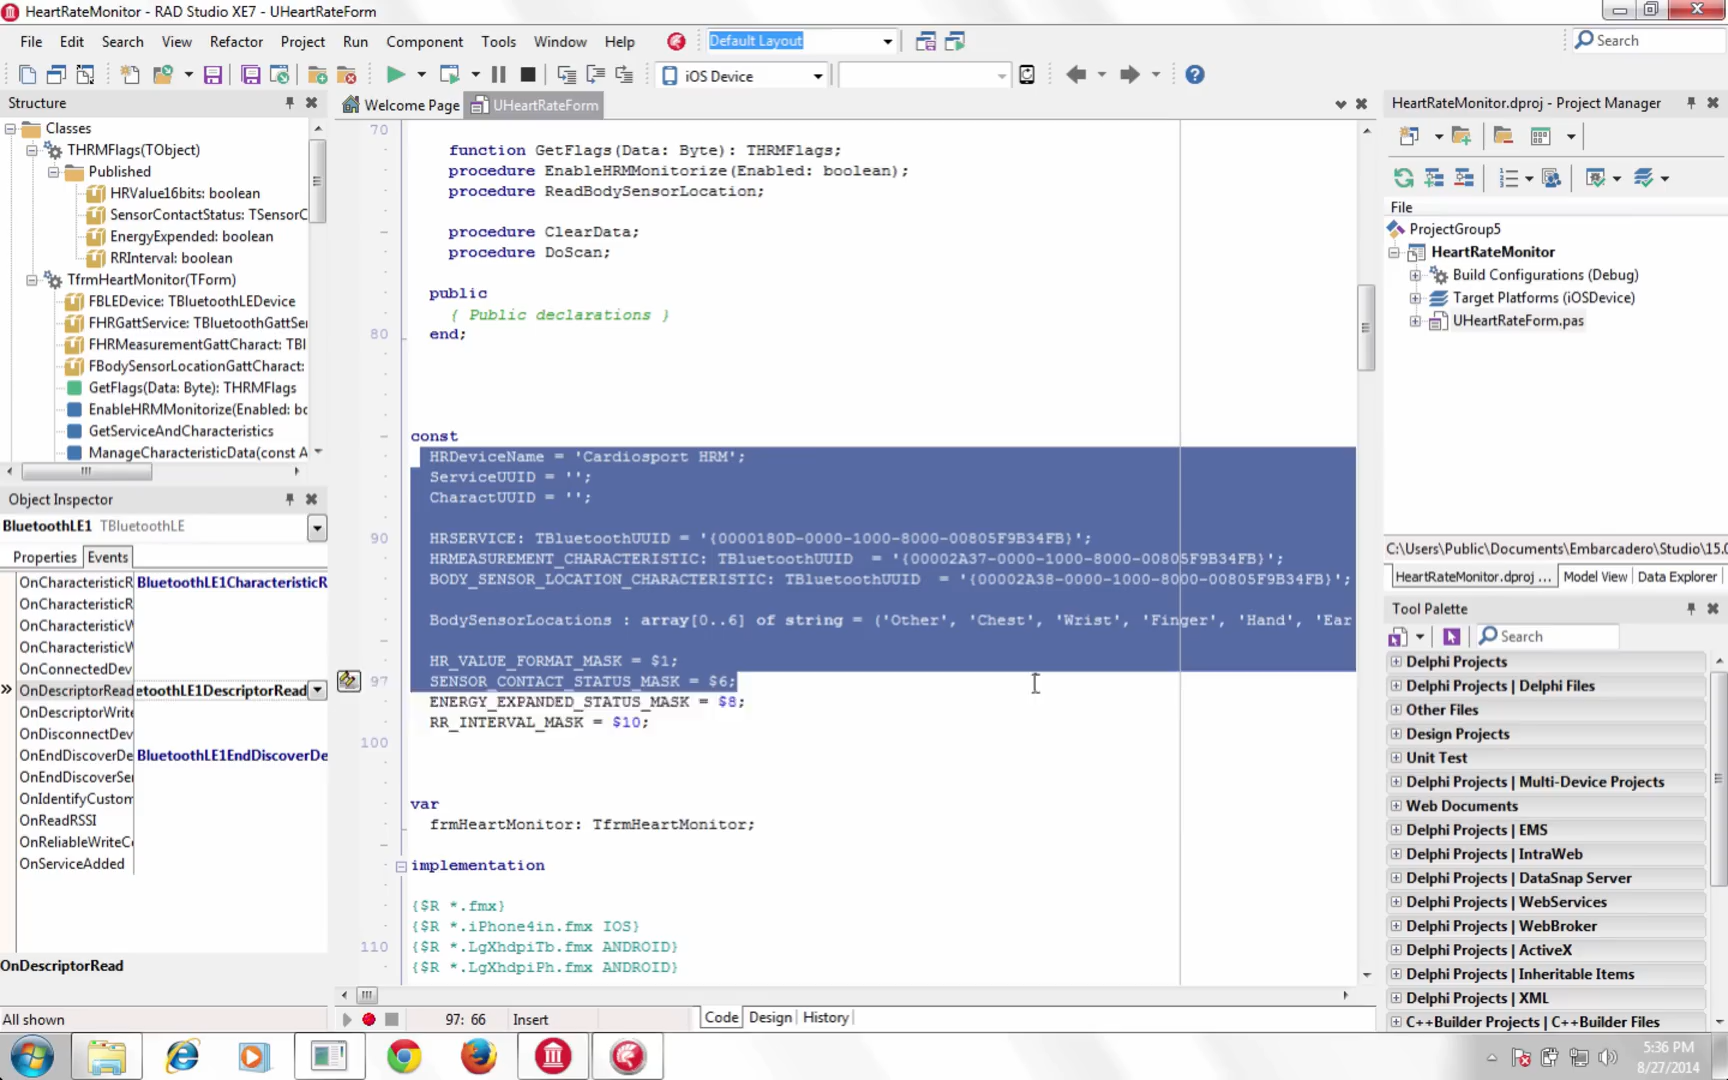 HeartRateMonitor - RAD Studio XE7 - UHeartRateForm
File Edit Search View Refactor Project Run Component Tools Window Help
Default Layout
Search
iOS Device
Structure
Classes
THRMFlags(TObject)
Published
HRValue16bits: boolean
SensorContactStatus: TSensorC
EnergyExpended: boolean
RRInterval: boolean
TfrmHeartMonitor(TForm)
FBLEDevice: TBluetoothLEDevice
FHRGattService: TBluetoothGattSer
FHRMeasurementGattCharact: TBl
FBodySensorLocationGattCharact:
GetFlags(Data: Byte): THRMFlags
EnableHRMMonitorize(Enabled: bo
GetServiceAndCharacteristics
ManageCharacteristicData(const A
Object Inspector
BluetoothLE1 TBluetoothLE
Properties Events
OnCharacteristicR BluetoothLE1CharacteristicR
OnCharacteristicR
OnCharacteristicW
OnCharacteristicW
OnConnectedDev
OnDescriptorRead etoothLE1DescriptorRead
OnDescriptorWrite
OnDisconnectDev
OnEndDiscoverDe BluetoothLE1EndDiscoverDe
OnEndDiscoverSer
OnIdentifyCustom
OnReadRSSI
OnReliableWriteCo
OnServiceAdded
OnDescriptorRead
All shown
Welcome Page UHeartRateForm
70
function GetFlags(Data: Byte): THRMFlags;
procedure EnableHRMMonitorize(Enabled: boolean);
procedure ReadBodySensorLocation;
procedure ClearData;
procedure DoScan;
public
{ Public declarations }
80 end;
const
HRDeviceName = 'Cardiosport HRM';
ServiceUUID = '';
CharactUUID = '';
90 HRSERVICE: TBluetoothUUID = '{0000180D-0000-1000-8000-00805F9B34FB}';
HRMEASUREMENT_CHARACTERISTIC: TBluetoothUUID = '{00002A37-0000-1000-8000-00805F9B34FB}';
BODY_SENSOR_LOCATION_CHARACTERISTIC: TBluetoothUUID = '{00002A38-0000-1000-8000-00805F9B34FB}';
BodySensorLocations : array[0..6] of string = ('Other', 'Chest', 'Wrist', 'Finger', 'Hand', 'Ear
HR_VALUE_FORMAT_MASK = $1;
97 SENSOR_CONTACT_STATUS_MASK = $6;
ENERGY_EXPANDED_STATUS_MASK = $8;
RR_INTERVAL_MASK = $10;
100
var
frmHeartMonitor: TfrmHeartMonitor;
implementation
{$R *.fmx}
{$R *.iPhone4in.fmx IOS}
110 {$R *.LgXhdpiTb.fmx ANDROID}
{$R *.LgXhdpiPh.fmx ANDROID}
97: 66 Insert
Code Design History
HeartRateMonitor.dproj - Project Manager
File
ProjectGroup5
HeartRateMonitor
Build Configurations (Debug)
Target Platforms (iOSDevice)
UHeartRateForm.pas
C:\Users\Public\Documents\Embarcadero\Studio\15.0
HeartRateMonitor.dproj ... Model View Data Explorer
Tool Palette
Search
Delphi Projects
Delphi Projects | Delphi Files
Other Files
Design Projects
Unit Test
Delphi Projects | Multi-Device Projects
Web Documents
Delphi Projects | EMS
Delphi Projects | IntraWeb
Delphi Projects | DataSnap Server
Delphi Projects | WebServices
Delphi Projects | WebBroker
Delphi Projects | ActiveX
Delphi Projects | Inheritable Items
Delphi Projects | XML
C++Builder Projects | C++Builder Files
5:36 PM
8/27/2014